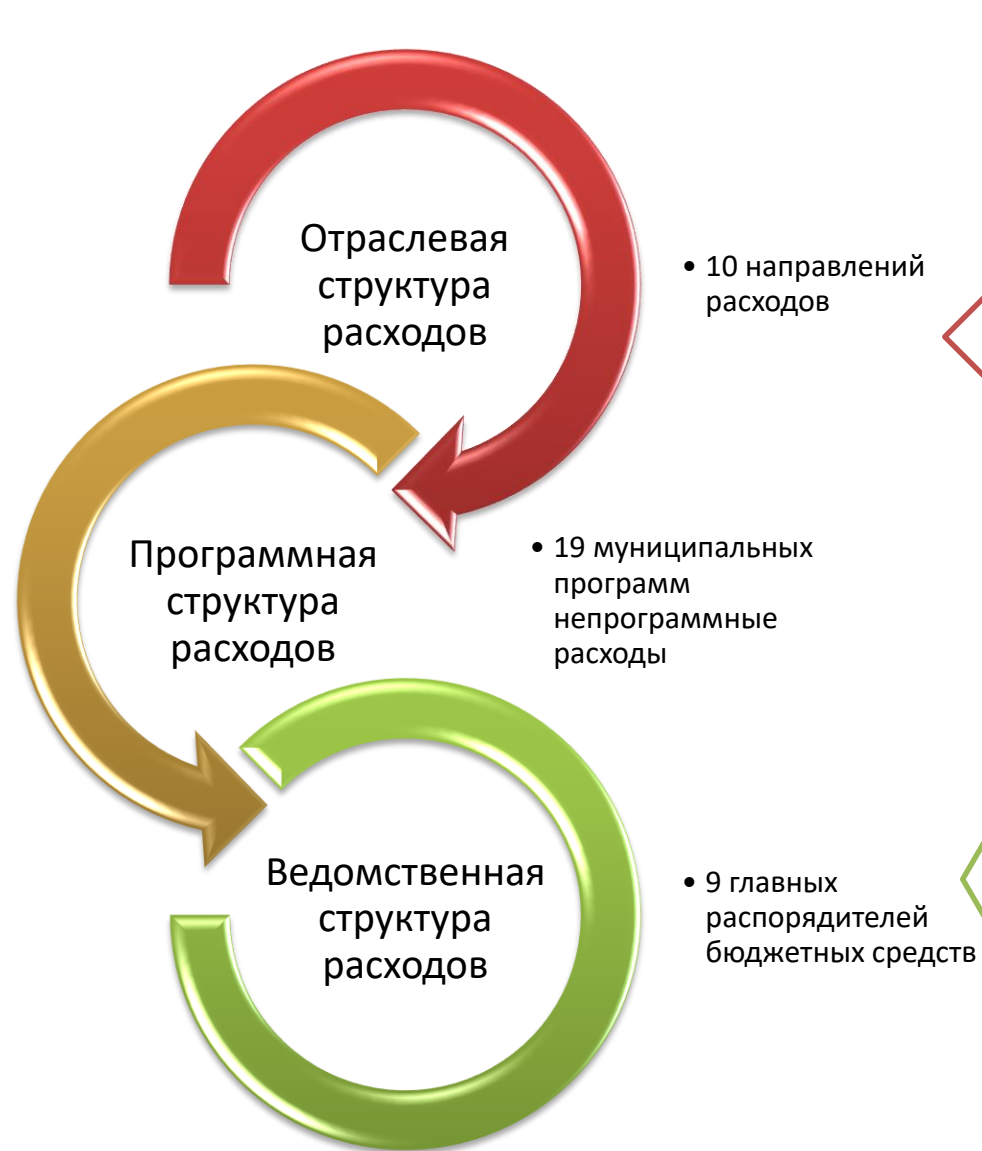 Отраслевая
структура
расходов
• 10 направлений
расходов
Программная
структура
расходов
• 19 муниципальных
программ
непрограммные
расходы
Ведомственная
структура
расходов
• 9 главных
распорядителей
бюджетных средств